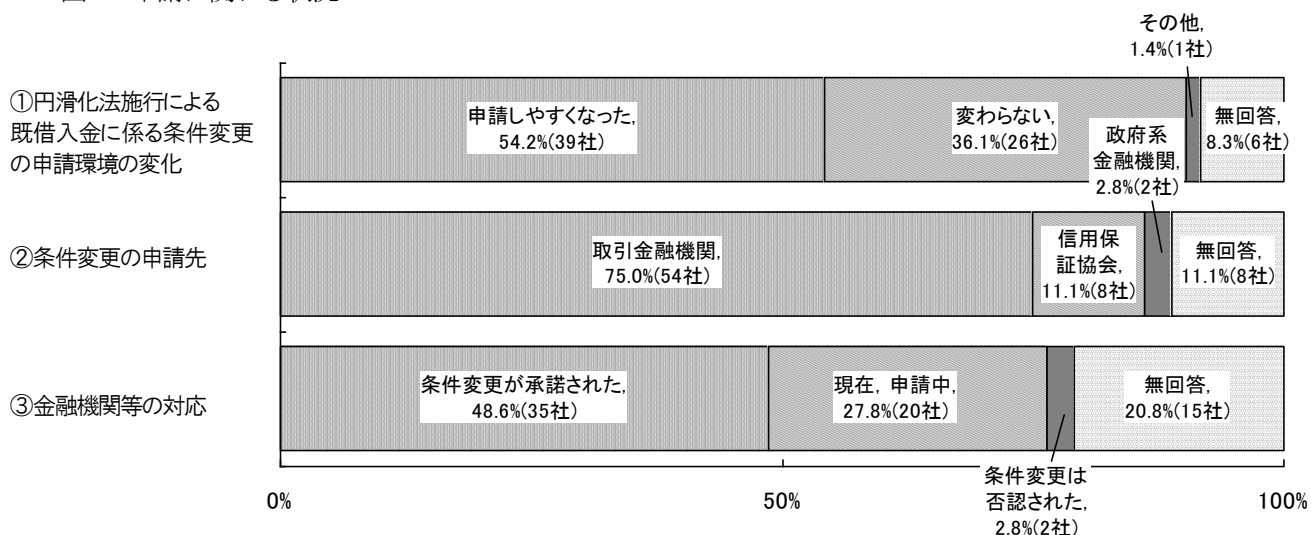 その他,
1.4%(1社)
①円滑化法施行による
既借入金に係る条件変更
の申請環境の変化
申請しやすくなった,
54.2%(39社)
変わらない,
36.1%(26社)
無回答,
8.3%(6社)
政府系
金融機関,
2.8%(2社)
②条件変更の申請先
取引金融機関,
75.0%(54社)
信用保
証協会,
11.1%(8社)
無回答,
11.1%(8社)
③金融機関等の対応
条件変更が承諾された,
48.6%(35社)
現在, 申請中,
27.8%(20社)
無回答,
20.8%(15社)
条件変更は
否認された,
2.8%(2社)
0%
50%
100%